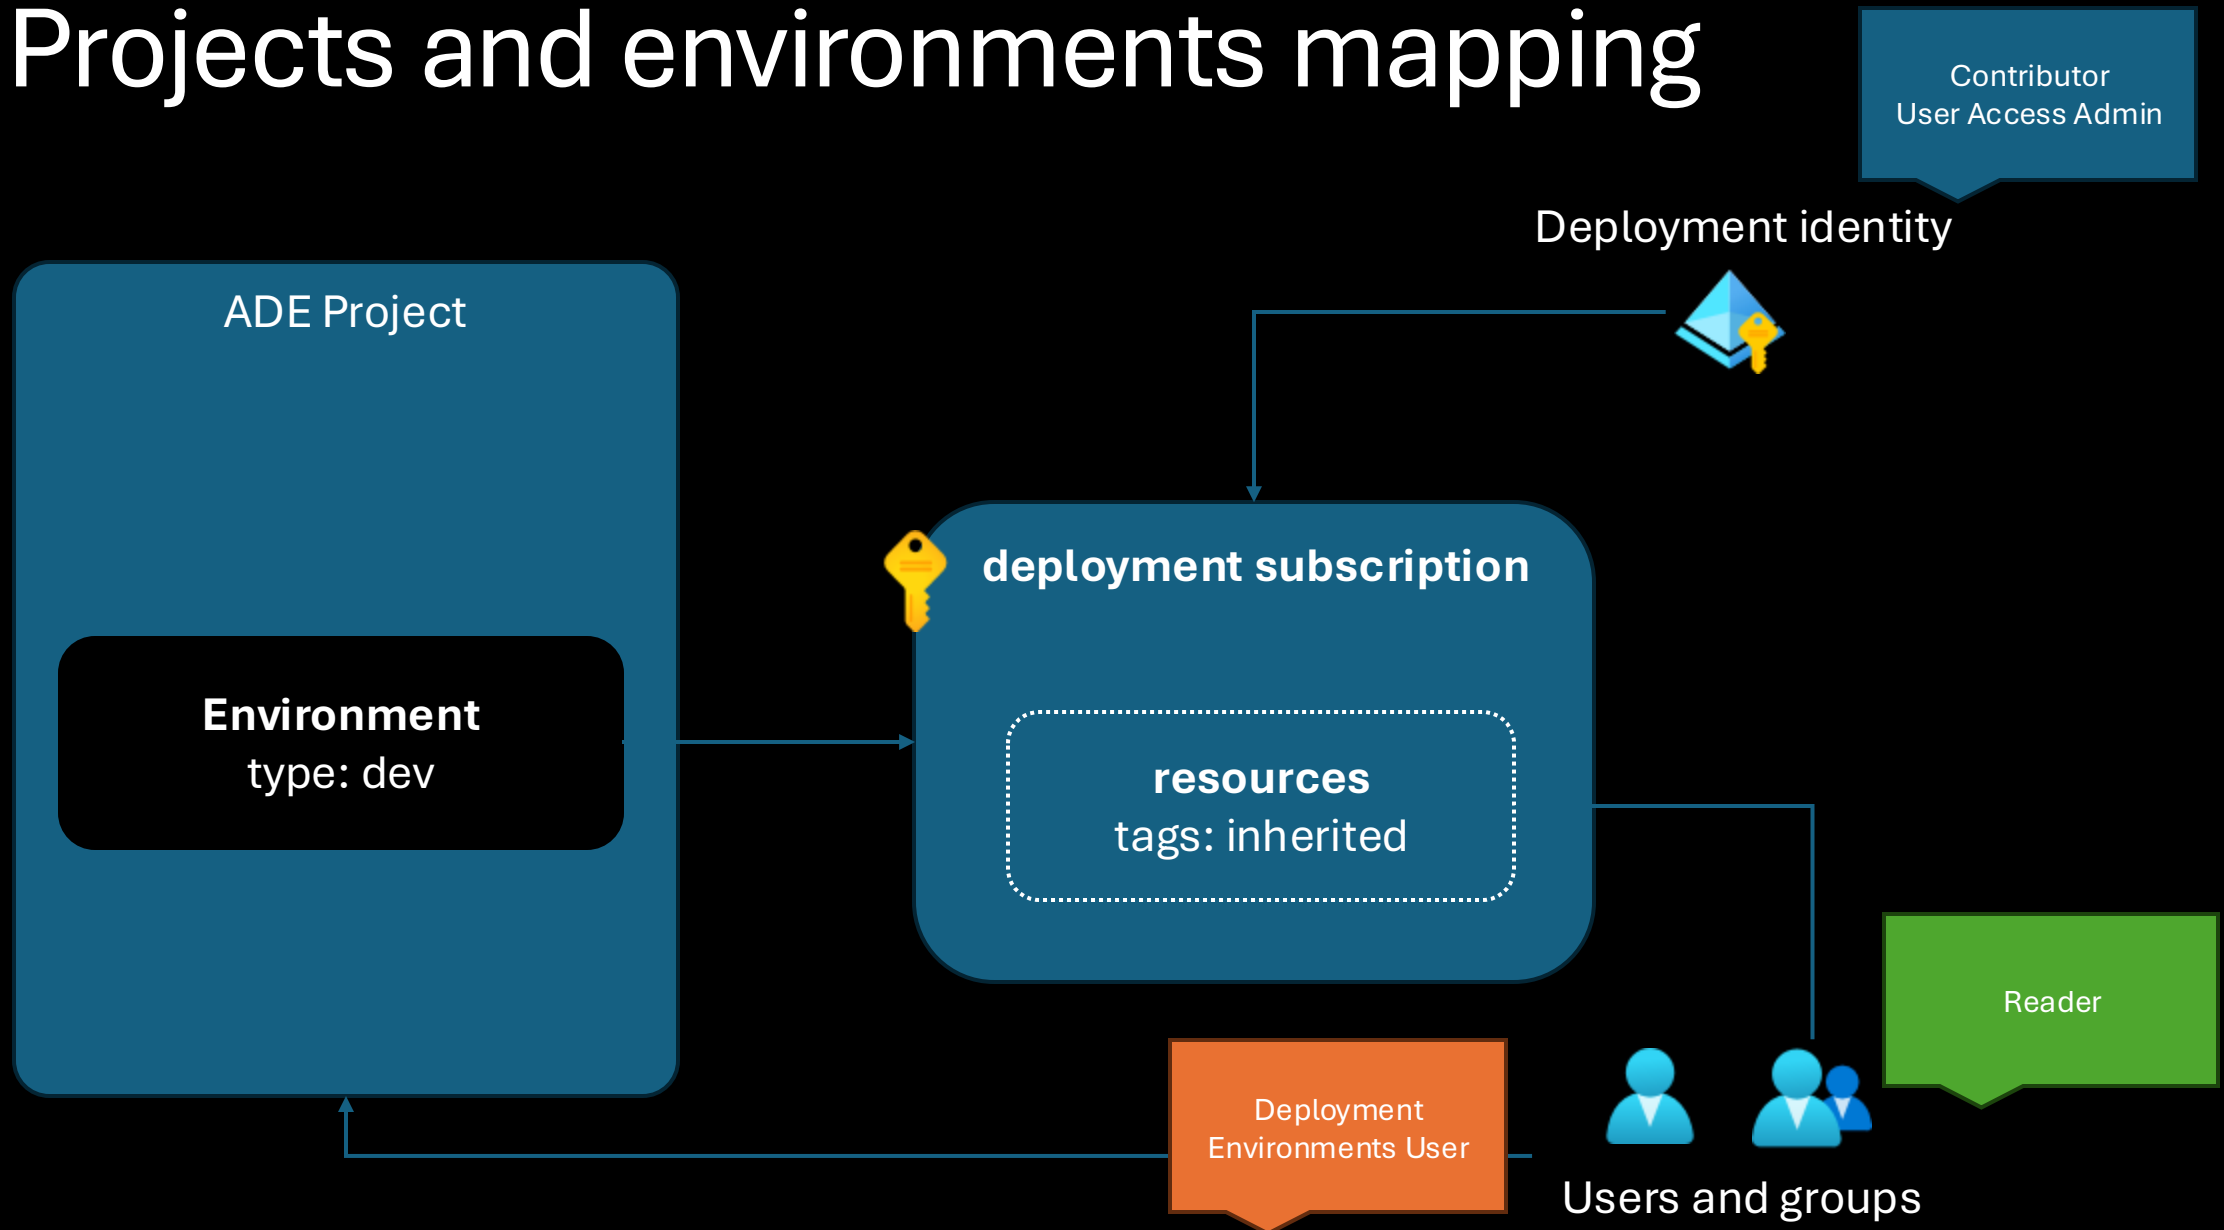 Projects and environments mapping
Contributor
User Access Admin
Deployment identity
ADE Project
deployment subscription
Environment
type: dev
resources
tags: inherited
Reader
Deployment
Environments User
Users and groups